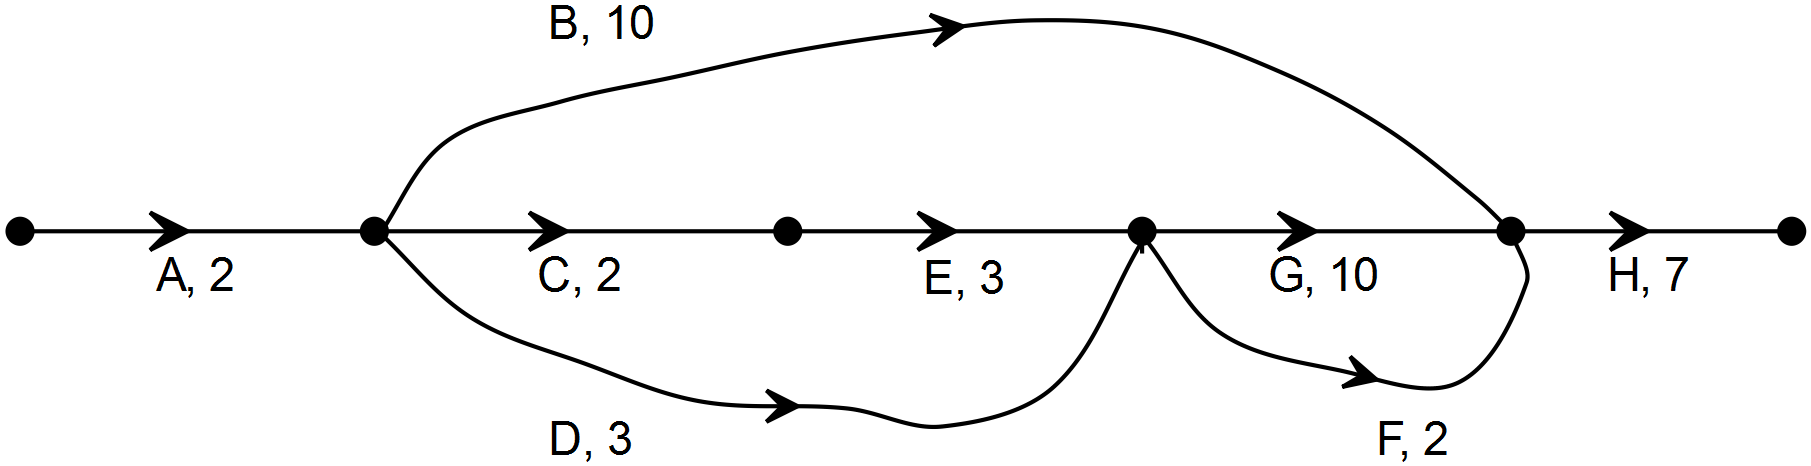 B, 10
A, 2
C, 2
E, 3
G, 10
H, 7
D, 3
F, 2